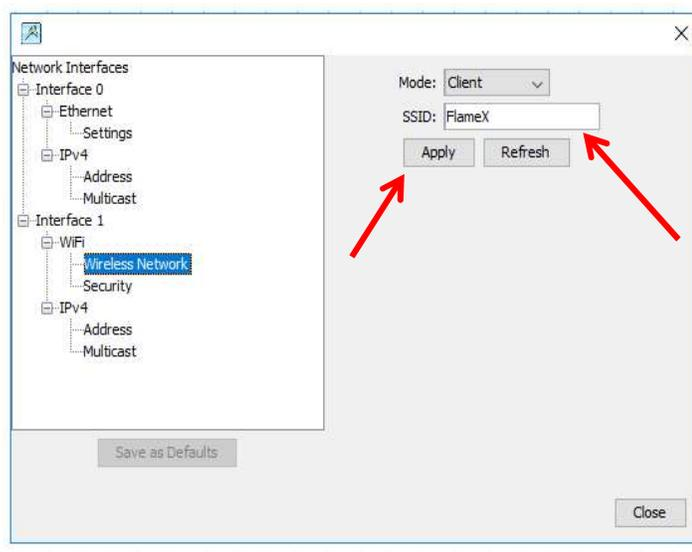 Network Interfaces
Interface 0
Ethernet
Settings
IPv4
Address
Multicast
Interface 1
WiFi
Wireless Network
Security
IPv4
Address
Multicast
Save as Defaults
Mode: Client
SSID: FlameX
Apply Refresh
Close